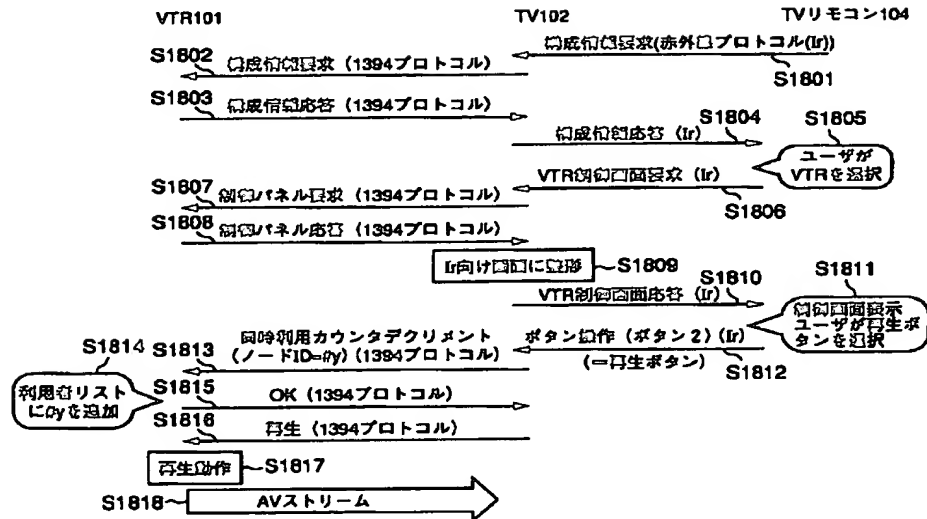 VTR101
TV102
TVリモコン104
構成情報要求(赤外線プロトコル(Ir))
S1801
S1802
構成情報要求（1394プロトコル）
S1803
構成情報応答（1394プロトコル）
S1804
構成情報応答（Ir）
S1805
ユーザが
VTRを選択
VTR制御画面要求（Ir）
S1806
S1807
制御パネル要求（1394プロトコル）
S1808
制御パネル応答（1394プロトコル）
Ir向け画面に整形
S1809
S1810
VTR制御画面応答（Ir）
S1811
制御画面表示
ユーザが再生ボ
タンを選択
ボタン動作（ボタン2）（Ir）
(＝再生ボタン)
S1812
S1813
同時利用カウンタデクリメント
（ノードID=#y）（1394プロトコル）
S1814
利用者リスト
に#yを追加
S1815
OK（1394プロトコル）
S1816
再生（1394プロトコル）
再生動作
S1817
S1818
AVストリーム